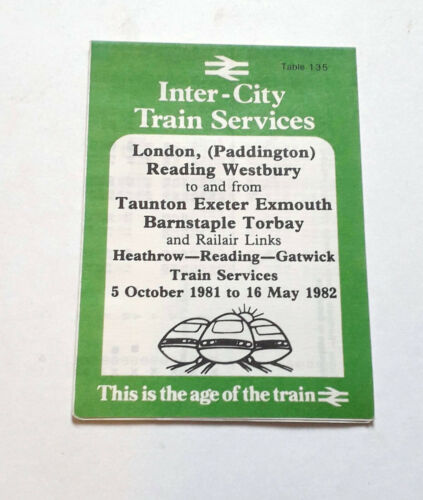 Table 135
Inter-City
Train Services
London, (Paddington)
Reading Westbury
to and from
Taunton Exeter Exmouth
Barnstaple Torbay
and Railair Links
Heathrow—Reading—Gatwick
Train Services
5 October 1981 to 16 May 1982
This is the age of the train